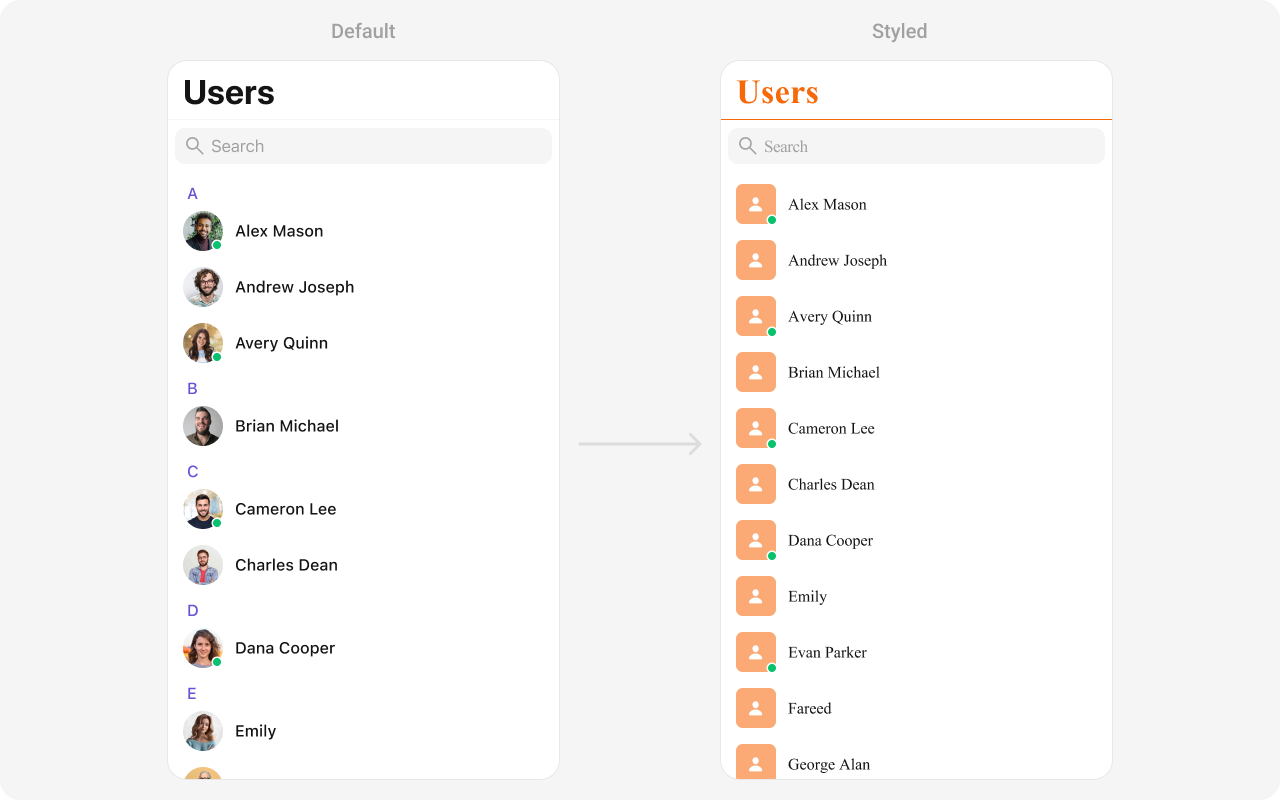 Default
Users
Search
A
Alex Mason
Andrew Joseph
Avery Quinn
B
Brian Michael
C
Cameron Lee
Charles Dean
D
Dana Cooper
E
Emily
Styled
Users
Search
Alex Mason
Andrew Joseph
Avery Quinn
Brian Michael
Cameron Lee
Charles Dean
Dana Cooper
Emily
Evan Parker
Fareed
George Alan